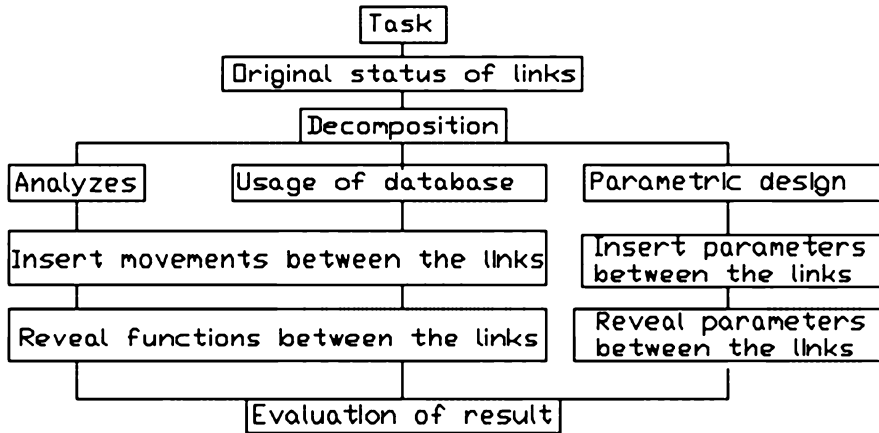 Task
Original status of links
Decomposition
Analyzes
Usage of database
Parametric design
Insert movements between the links
Insert parameters
between the links
Reveal functions between the links
Reveal parameters
between the links
Evaluation of result